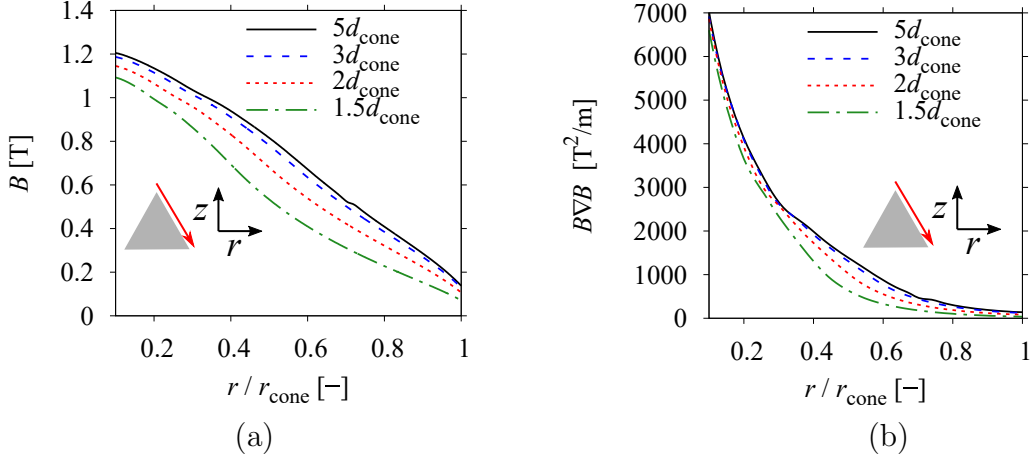 1.4
1.2
1
0.8
0.6
0.4
0.2
0
B [T]
5d_cone
3d_cone
2d_cone
1.5d_cone
z
r
0.2 0.4 0.6 0.8 1
r / r_cone [−]
(a)
7000
6000
5000
4000
3000
2000
1000
0
B∇B [T²/m]
5d_cone
3d_cone
2d_cone
1.5d_cone
z
r
0.2 0.4 0.6 0.8 1
r / r_cone [−]
(b)